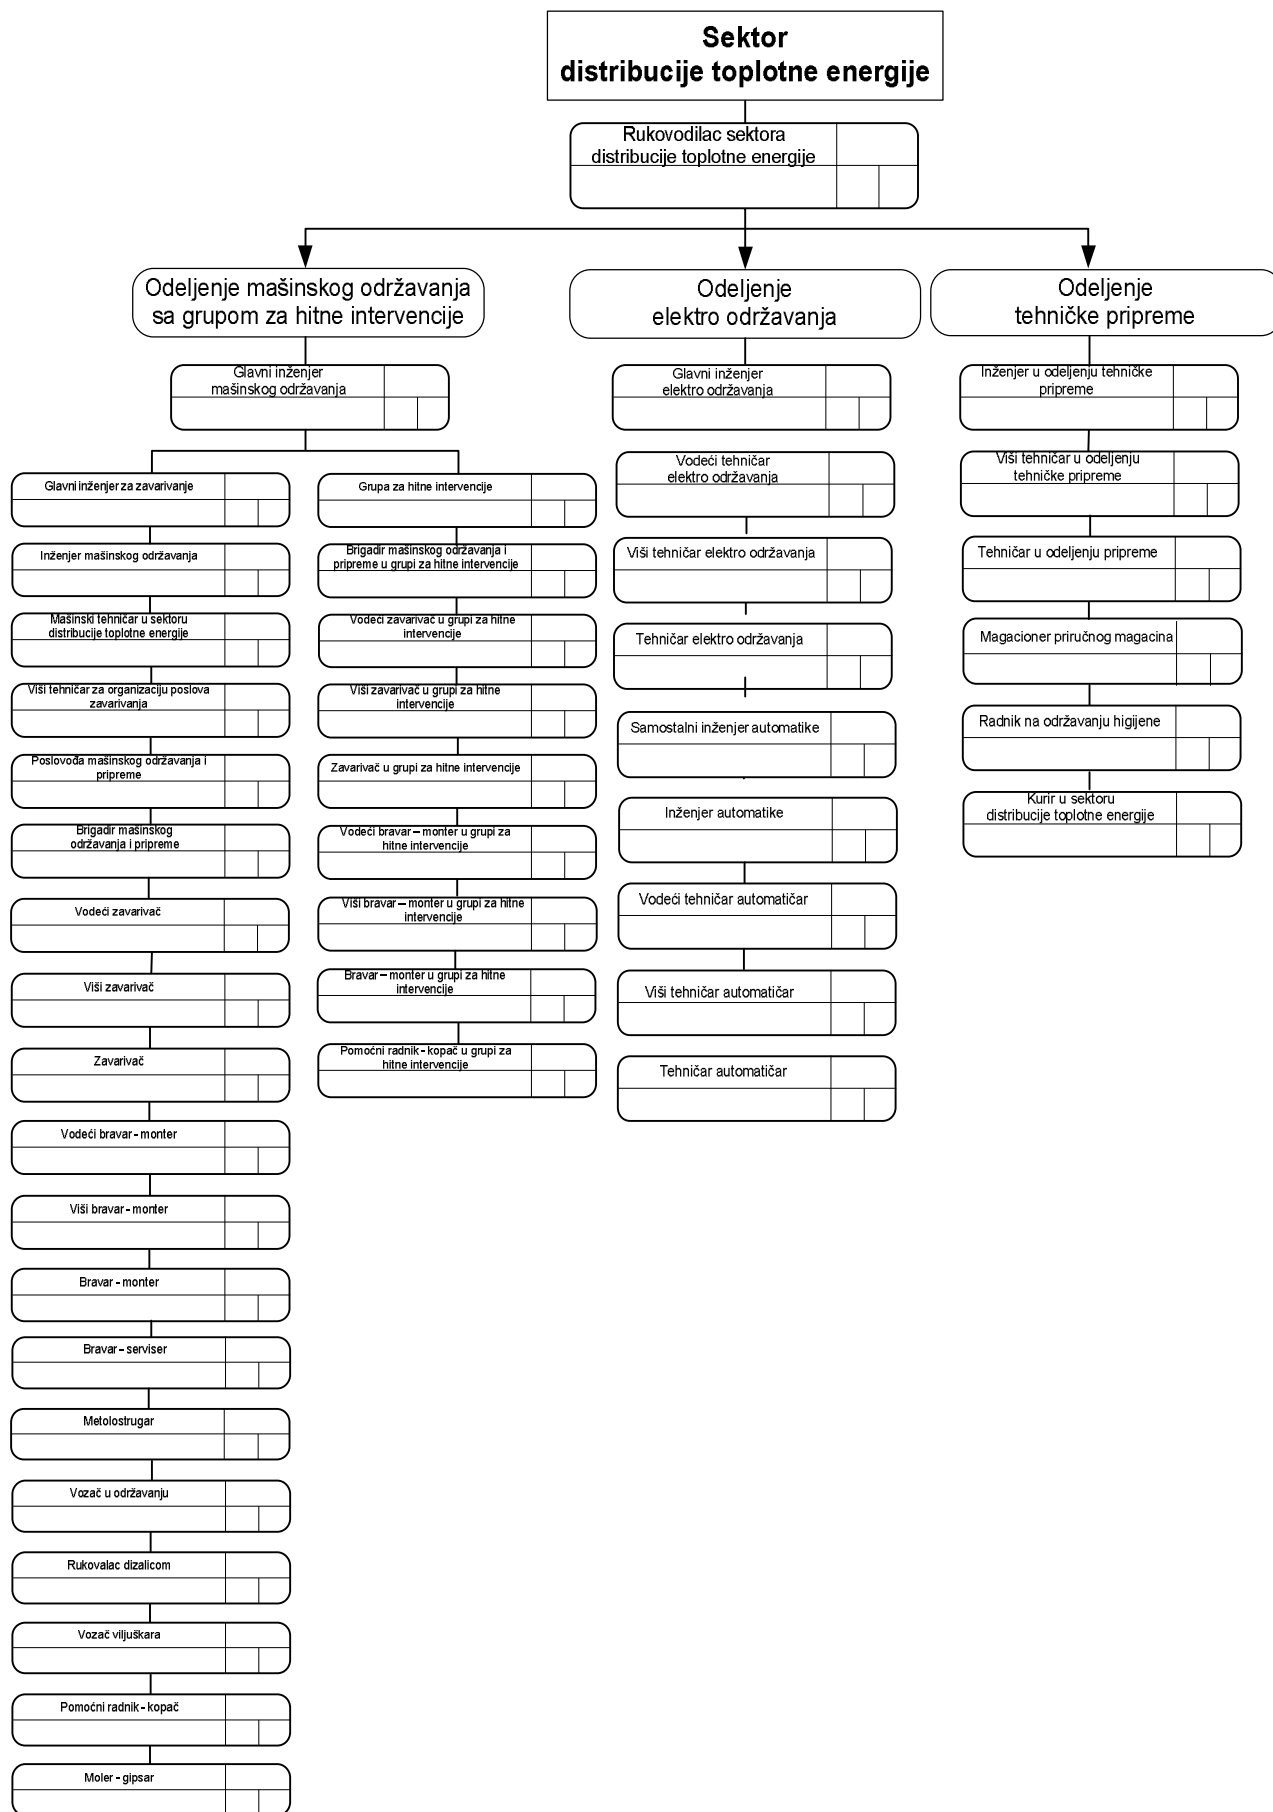 Sektor
distribucije toplotne energije
Rukovodilac sektora
distribucije toplotne energije
Odeljenje mašinskog održavanja
sa grupom za hitne intervencije
Glavni inženjer
mašinskog održavanja
Glavni inženjer za zavarivanje
Inženjer mašinskog održavanja
Mašinski tehničar u sektoru
distribucije toplotne energije
Viši tehničar za organizaciju poslova
zavarivanja
Poslovođa mašinskog održavanja i
pripreme
Brigadir mašinskog
održavanja i pripreme
Vodeći zavarivač
Viši zavarivač
Zavarivač
Vodeći bravar - monter
Viši bravar - monter
Bravar - monter
Bravar – serviser
Metolostrugar
Vozač u održavanju
Rukovalac dizalicom
Vozač viljuškara
Pomoćni radnik - kopač
Moler - gipsar
Grupa za hitne intervencije
Brigadir mašinskog održavanja i
pripreme u grupi za hitne intervencije
Vodeći zavarivač u grupi za hitne
intervencije
Viši zavarivač u grupi za hitne
intervencije
Zavarivač u grupi za hitne intervencije
Vodeći bravar – monter u grupi za
hitne intervencije
Viši bravar – monter u grupi za hitne
intervencije
Bravar – monter u grupi za hitne
intervencije
Pomoćni radnik - kopač u grupi za
hitne intervencije
Odeljenje
elektro održavanja
Glavni inženjer
elektro održavanja
Vodeći tehničar
elektro održavanja
Viši tehničar elektro održavanja
Tehničar elektro održavanja
Samostalni inženjer automatike
Inženjer automatike
Vodeći tehničar automatičar
Viši tehničar automatičar
Tehničar automatičar
Odeljenje
tehničke pripreme
Inženjer u odeljenju tehničke
pripreme
Viši tehničar u odeljenju
tehničke pripreme
Tehničar u odeljenju pripreme
Magacioner priručnog magacina
Radnik na održavanju higijene
Kurir u sektoru
distribucije toplotne energije